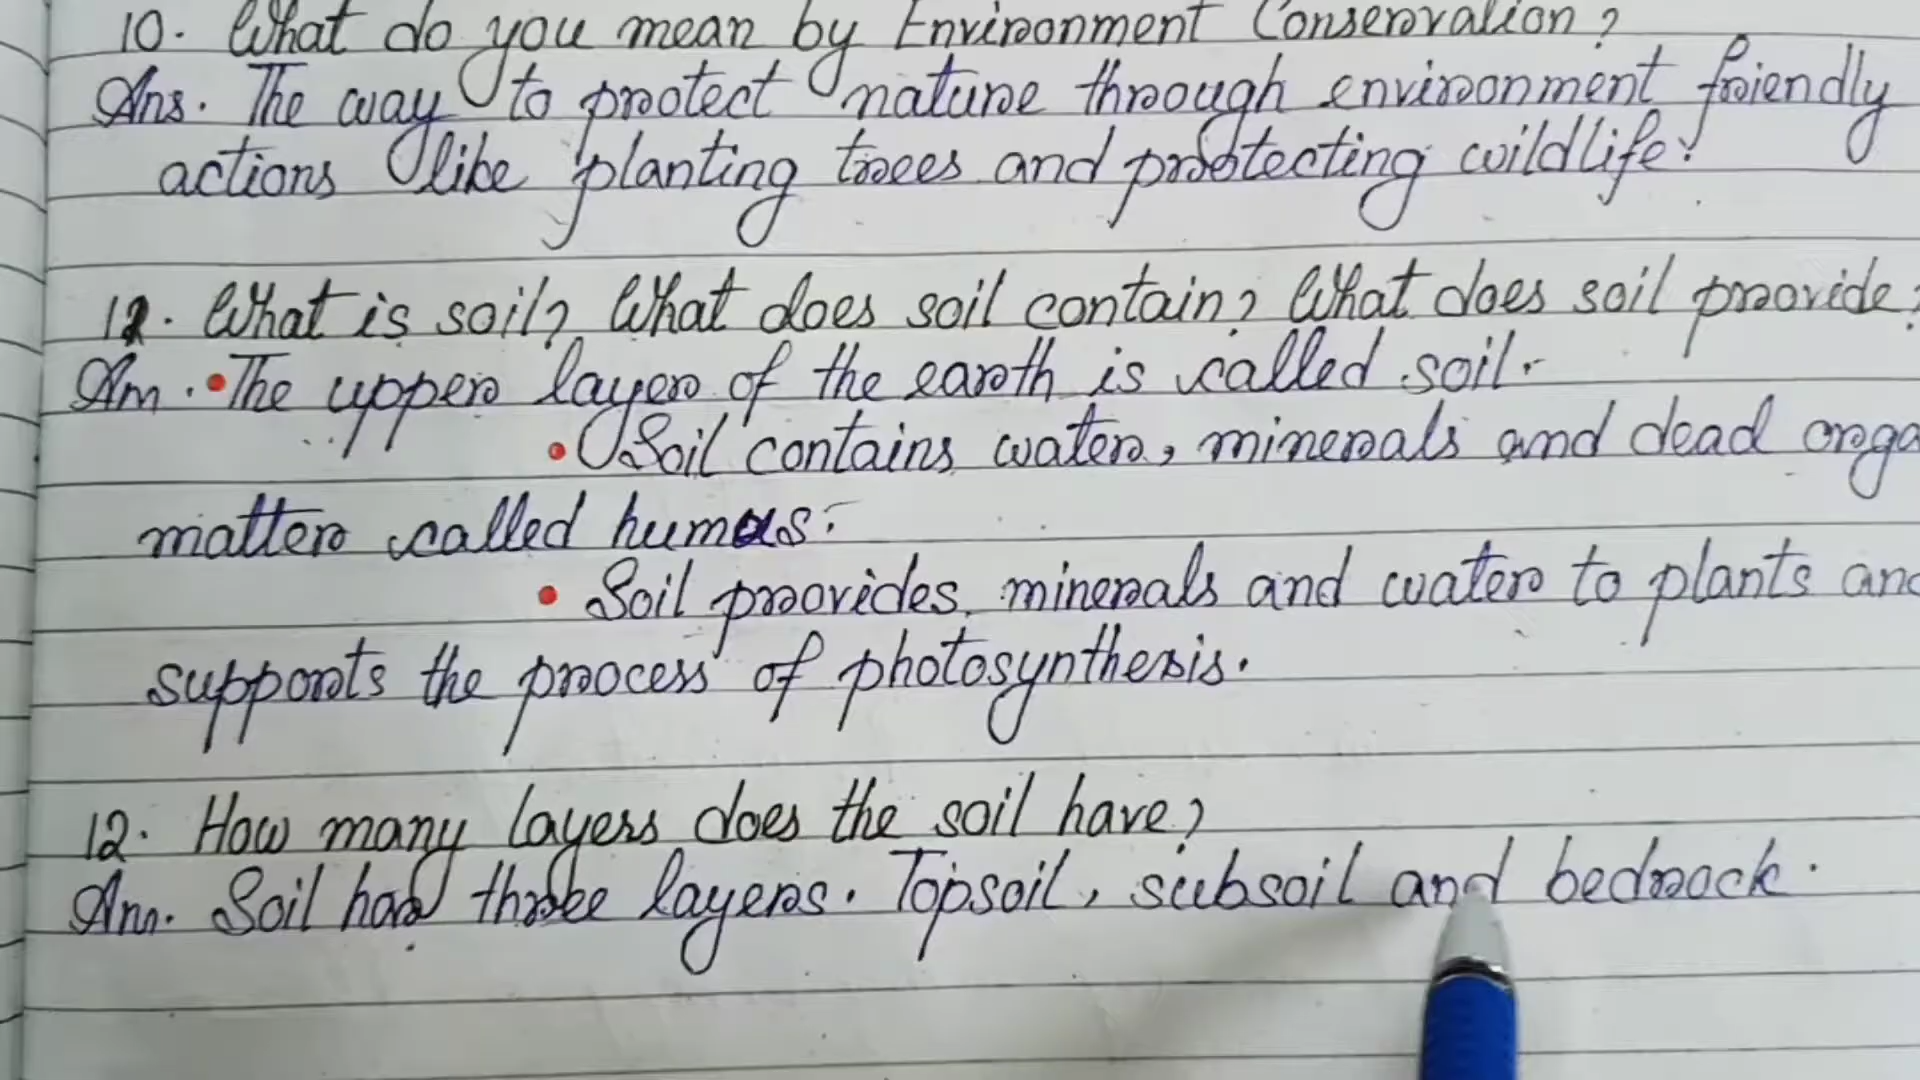 10. What do you mean by Environment Conservation?
Ans. The way to protect nature through environment friendly
actions like planting trees and protecting wildlife.
11. What is soil? What does soil contain? What does soil provide?
Ans. • The upper layer of the earth is called soil.
• Soil contains water, minerals and dead orga
matter called humus.
• Soil provides minerals and water to plants and
supports the process of photosynthesis.
12. How many layers does the soil have?
Ans. Soil has three layers. Topsoil, subsoil and bedrock.